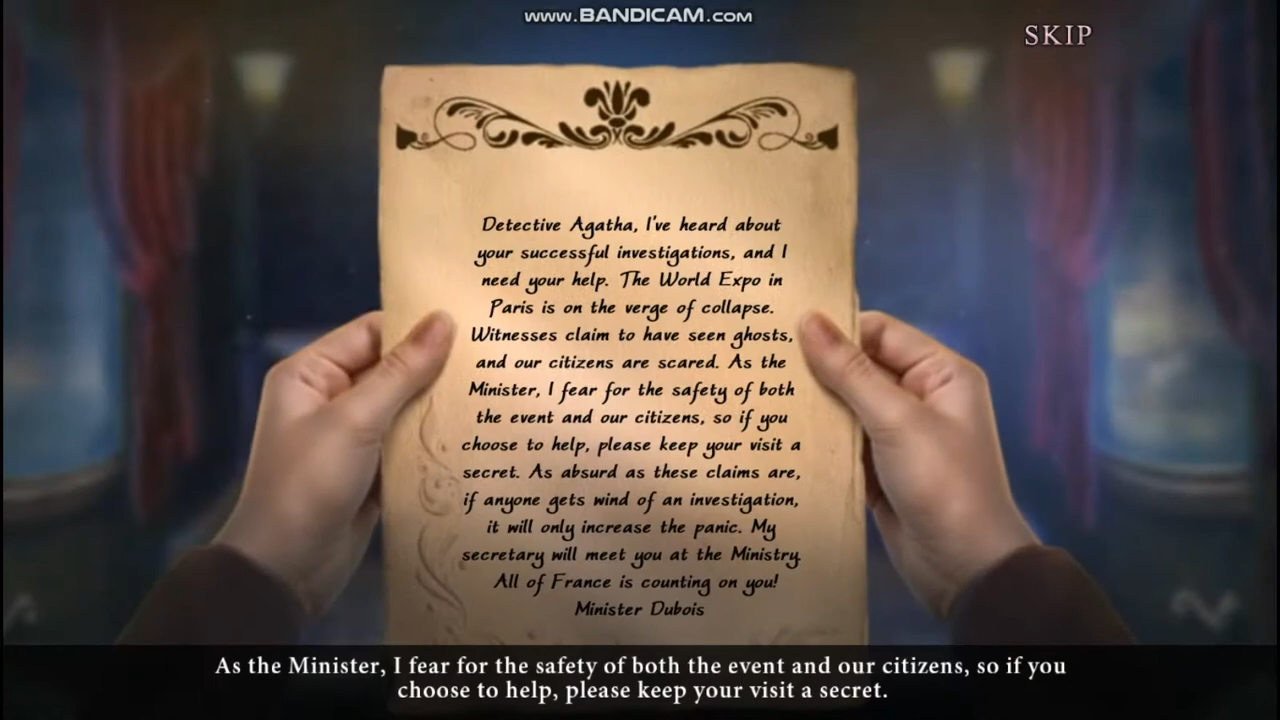 www.BANDICAM.com
SKIP
Detective Agatha, I've heard about
your successful investigations, and I
need your help. The World Expo in
Paris is on the verge of collapse.
Witnesses claim to have seen ghosts,
and our citizens are scared. As the
Minister, I fear for the safety of both
the event and our citizens, so if you
choose to help, please keep your visit a
secret. As absurd as these claims are,
if anyone gets wind of an investigation,
it will only increase the panic. My
secretary will meet you at the Ministry.
All of France is counting on you!
Minister Dubois
As the Minister, I fear for the safety of both the event and our citizens, so if you
choose to help, please keep your visit a secret.